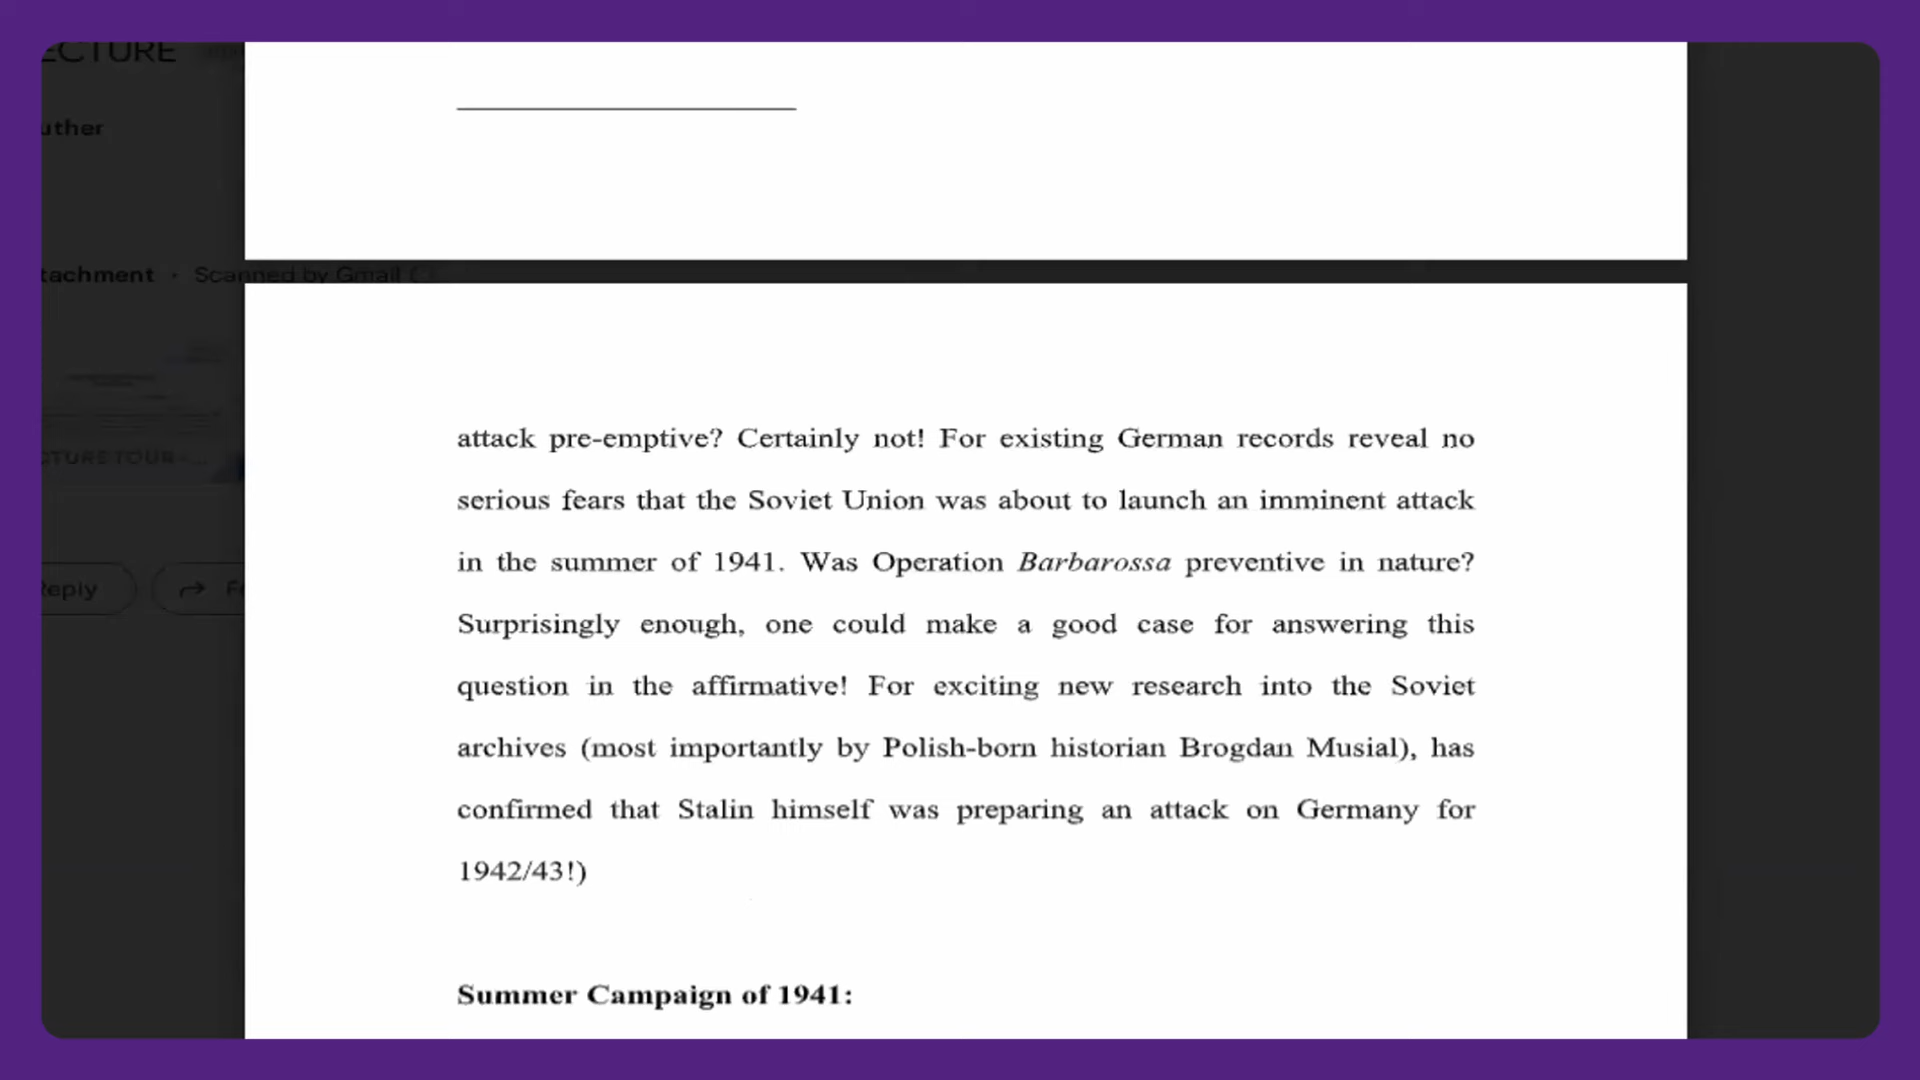 ECTURE
uther
tachment · Scanned by Gmail
CTURE TOUR -...
Reply
F
attack pre-emptive? Certainly not! For existing German records reveal no
serious fears that the Soviet Union was about to launch an imminent attack
in the summer of 1941. Was Operation Barbarossa preventive in nature?
Surprisingly enough, one could make a good case for answering this
question in the affirmative! For exciting new research into the Soviet
archives (most importantly by Polish-born historian Brogdan Musial), has
confirmed that Stalin himself was preparing an attack on Germany for
1942/43!)
Summer Campaign of 1941: